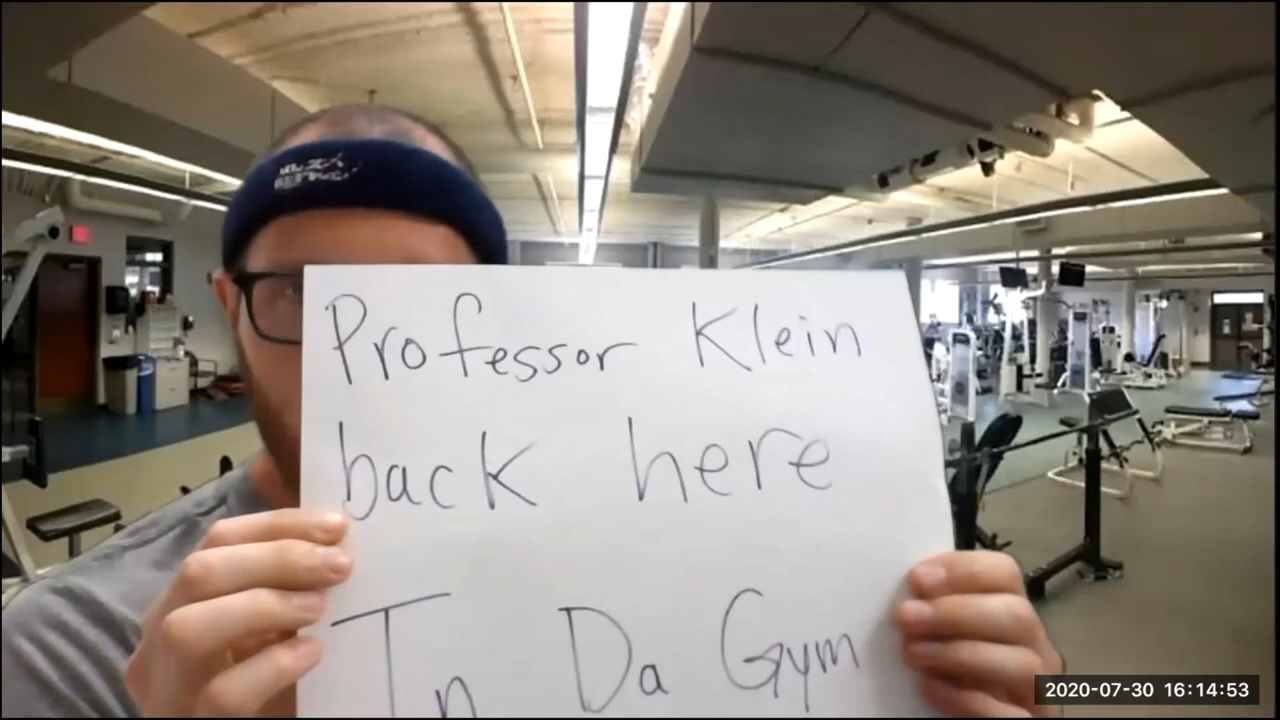 Professor Klein
back here
In Da Gym
2020-07-30 16:14:53